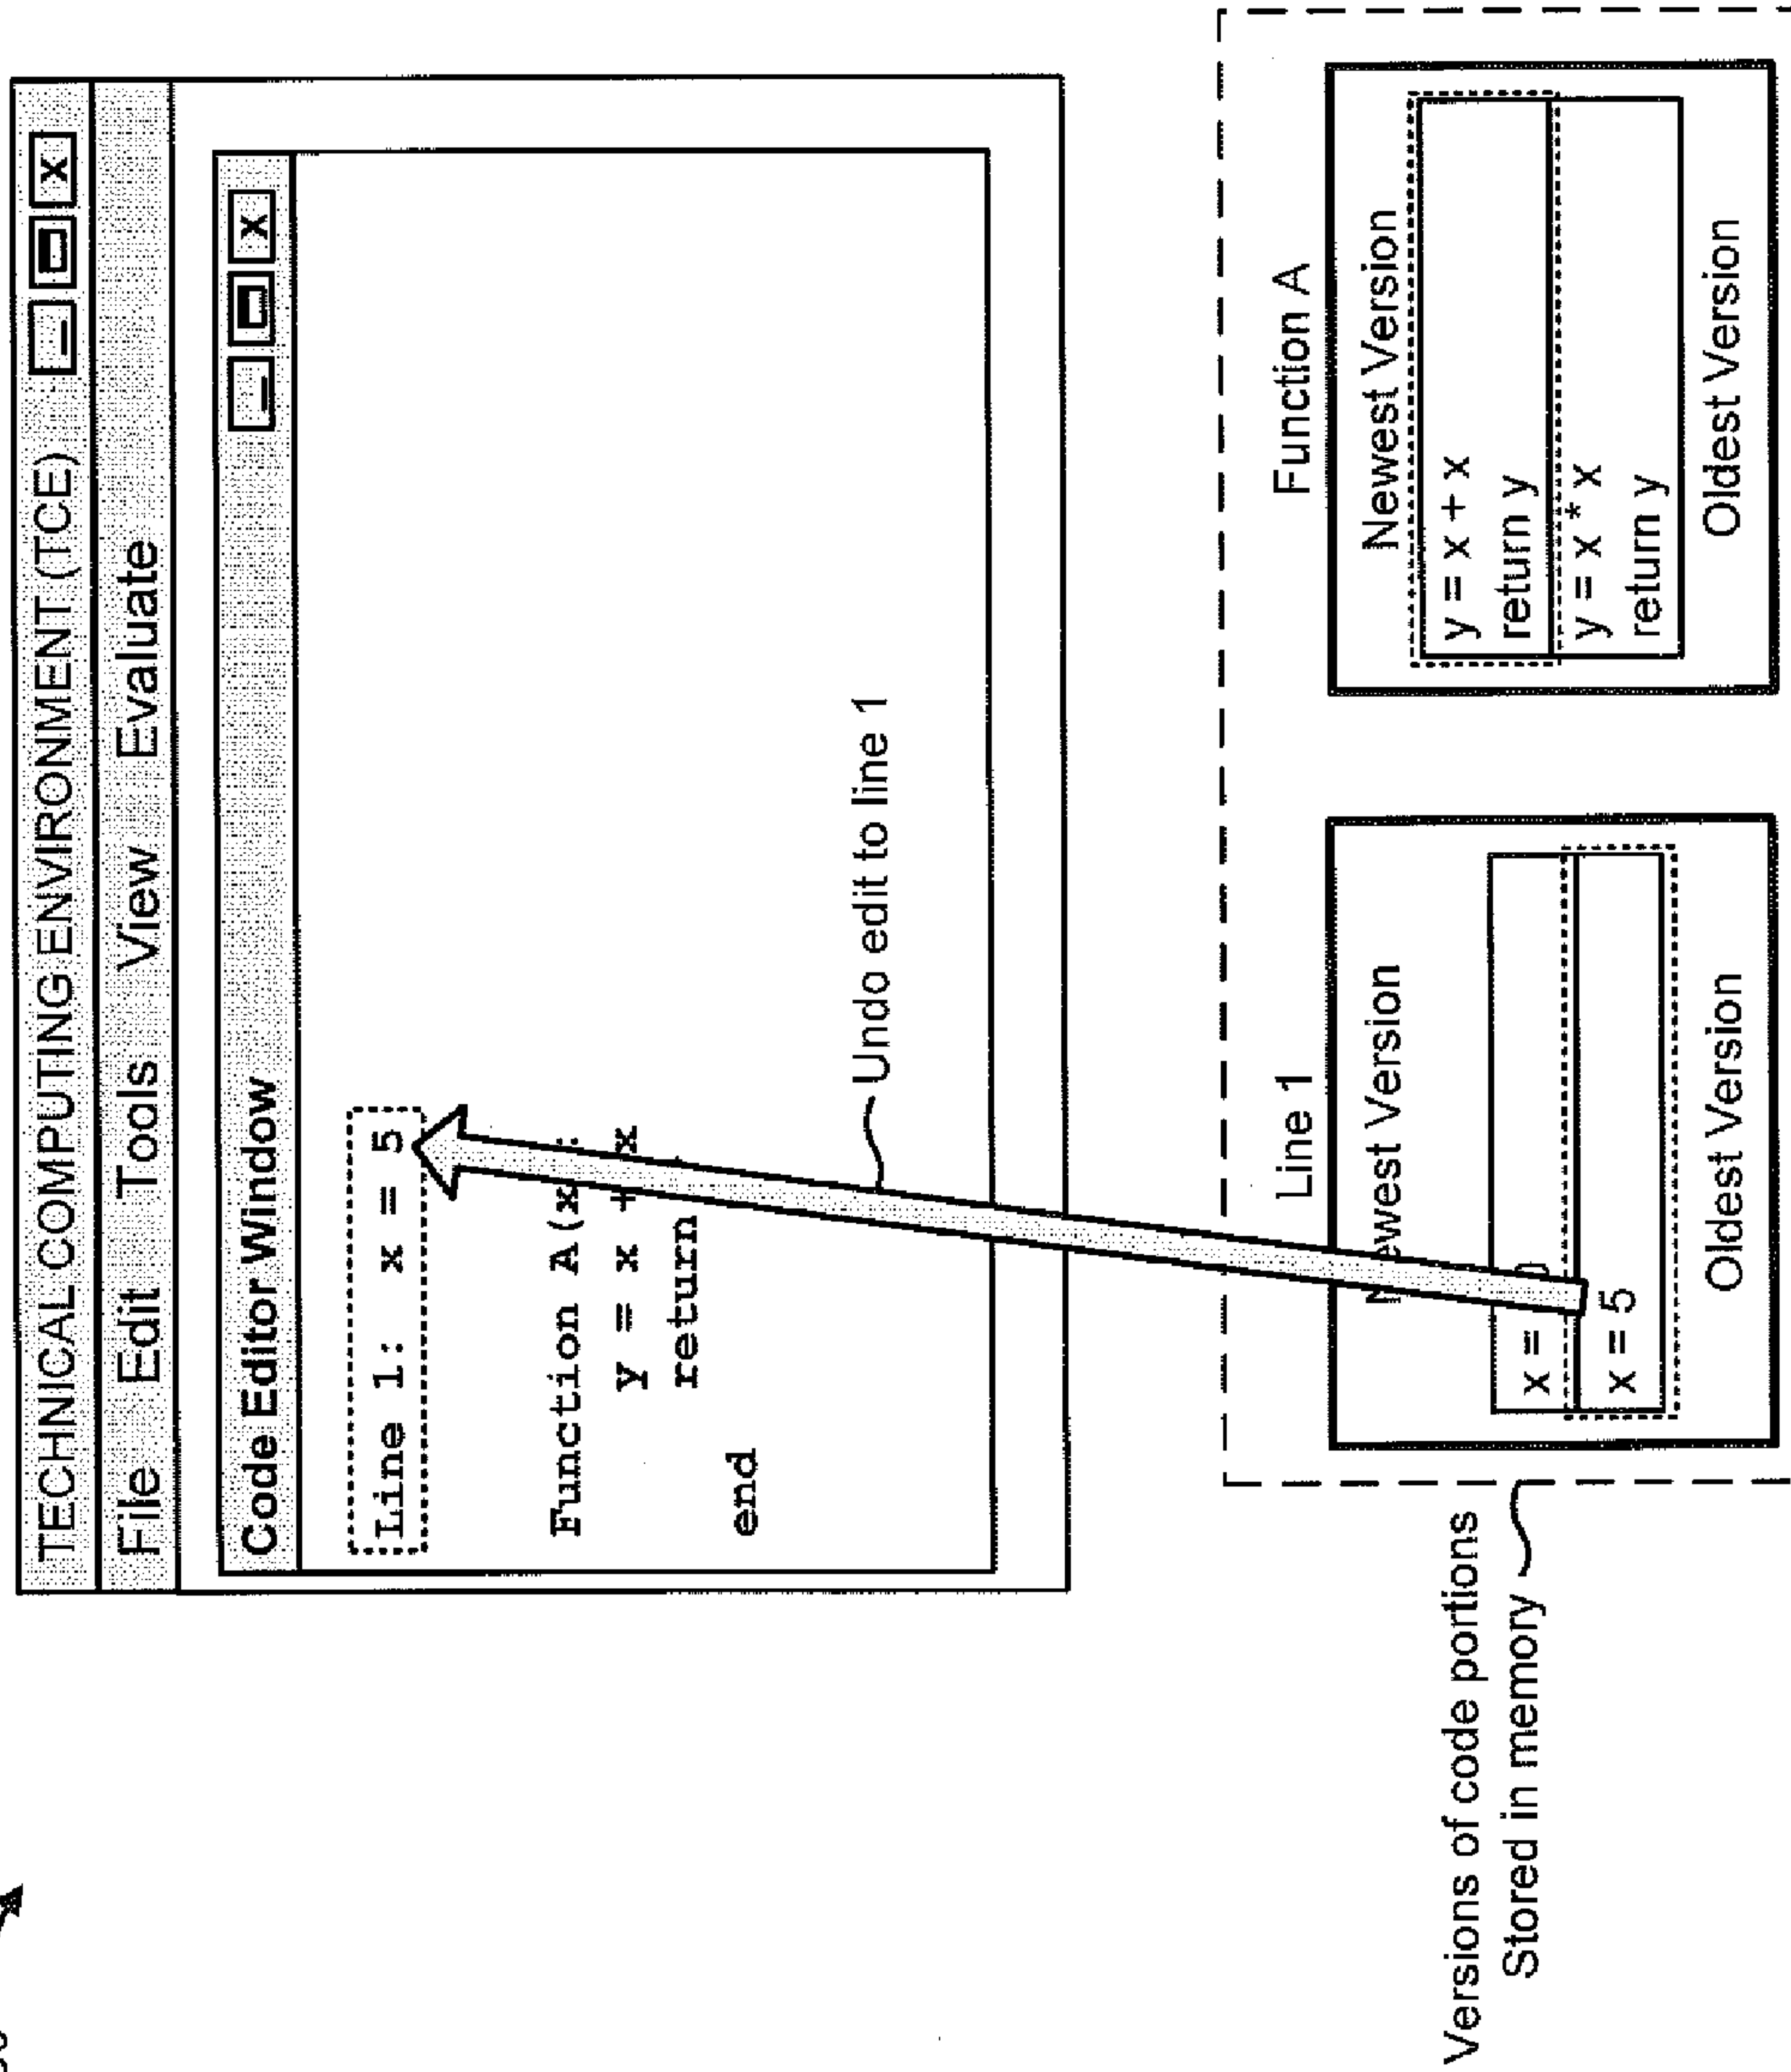 TECHNICAL COMPUTING ENVIRONMENT (TCE)
File Edit Tools View Evaluate
Code Editor Window
Line 1: x = 5
Function A(x
y = x + x
return
end
Undo edit to line 1
Versions of code portions
Stored in memory
Line 1
Newest Version
x =
x = 5
Oldest Version
Function A
Newest Version
y = x + x
return y
y = x * x
return y
Oldest Version